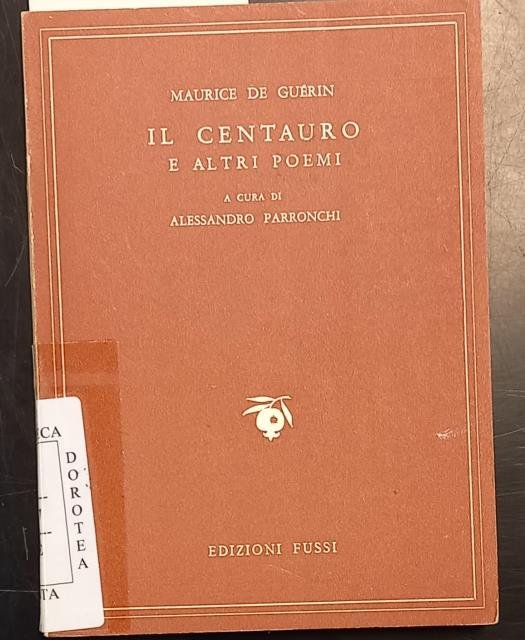 MAURICE DE GUÉRIN
IL CENTAURO
E ALTRI POEMI
A CURA DI
ALESSANDRO PARRONCHI
EDIZIONI FUSSI
DOROTEA